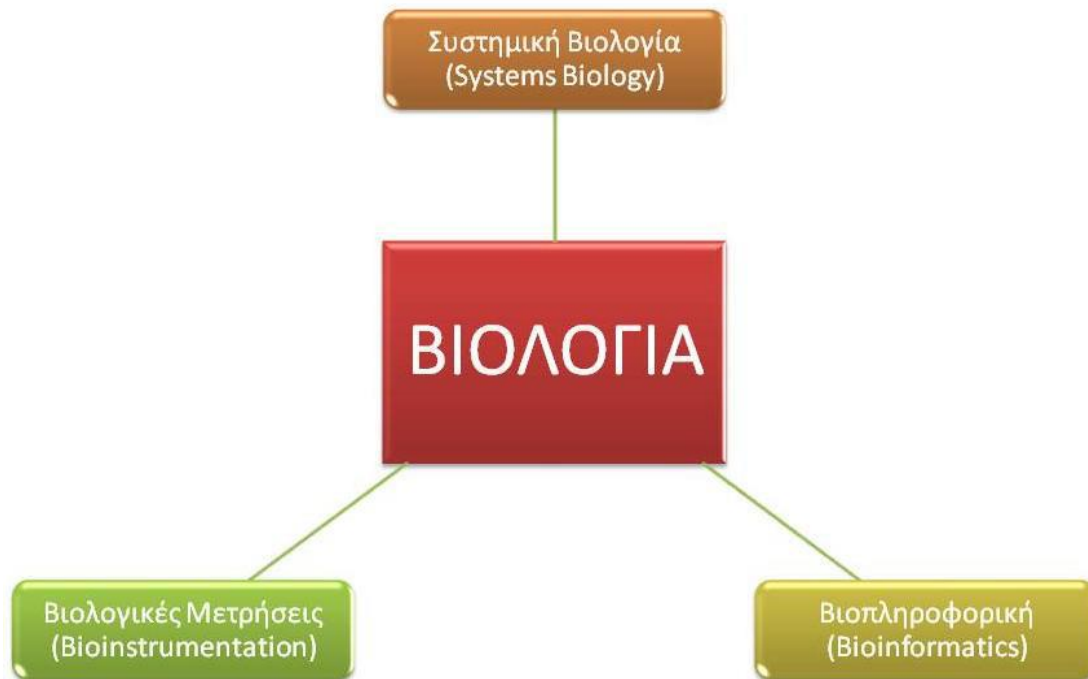 Συστημική Βιολογία
(Systems Biology)
ΒΙΟΛΟΓΙΑ
Βιολογικές Μετρήσεις
(Bioinstrumentation)
Βιοπληροφορική
(Bioinformatics)